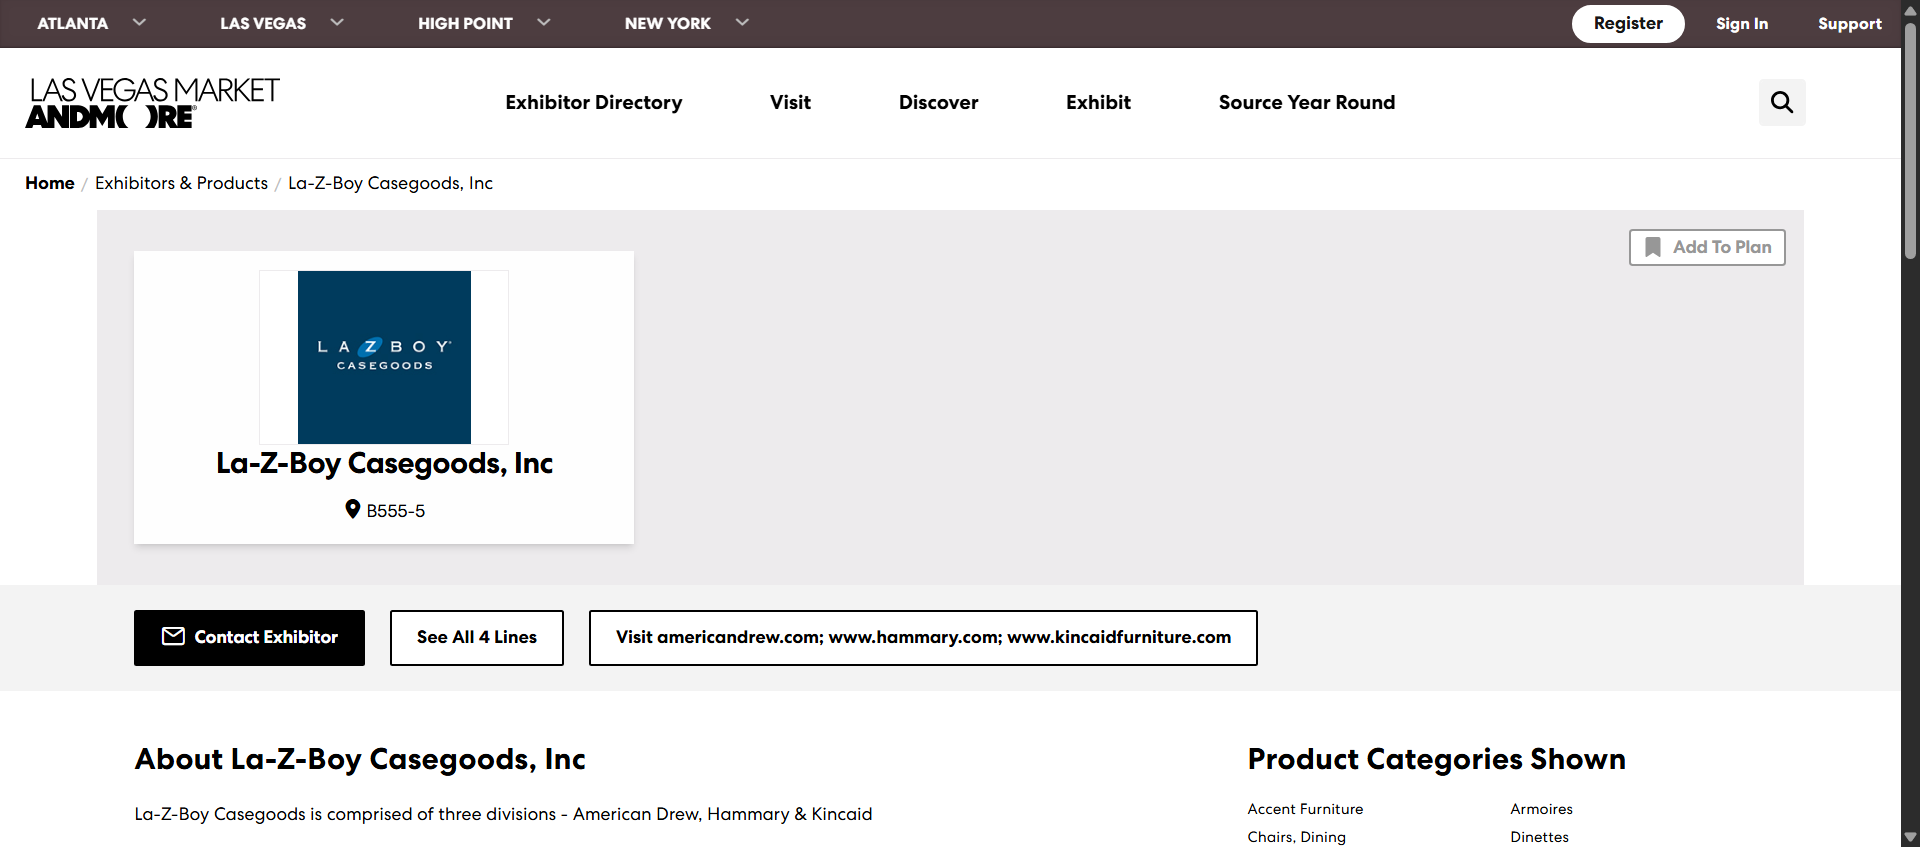 ATLANTA LAS VEGAS HIGH POINT NEW YORK Register Sign In Support
LAS VEGAS MARKET
ANDMORE®
Exhibitor Directory Visit Discover Exhibit Source Year Round
Home / Exhibitors & Products / La-Z-Boy Casegoods, Inc
Add To Plan
LAZBOY®
CASEGOODS
La-Z-Boy Casegoods, Inc
B555-5
Contact Exhibitor See All 4 Lines Visit americandrew.com; www.hammary.com; www.kincaidfurniture.com
About La-Z-Boy Casegoods, Inc
La-Z-Boy Casegoods is comprised of three divisions - American Drew, Hammary & Kincaid
Product Categories Shown
Accent Furniture Armoires
Chairs, Dining Dinettes